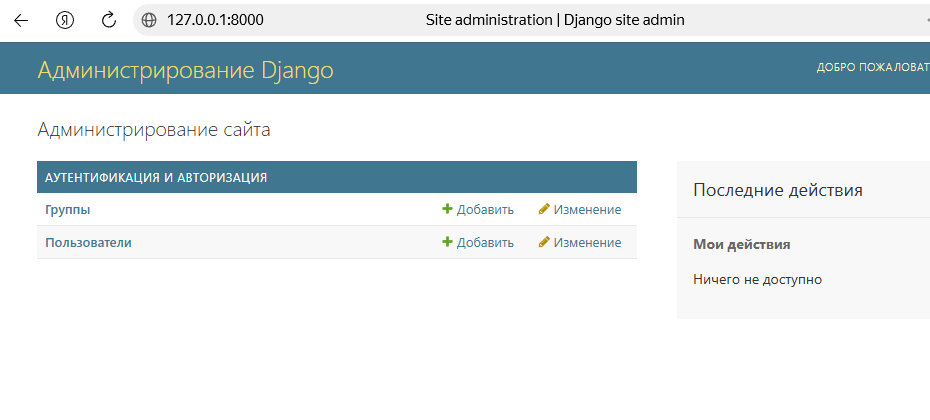 Я 127.0.0.1:8000 Site administration | Django site admin
Администрирование Django ДОБРО ПОЖАЛОВАТ
Администрирование сайта
АУТЕНТИФИКАЦИЯ И АВТОРИЗАЦИЯ
Группы Добавить Изменение
Пользователи Добавить Изменение
Последние действия
Мои действия
Ничего не доступно